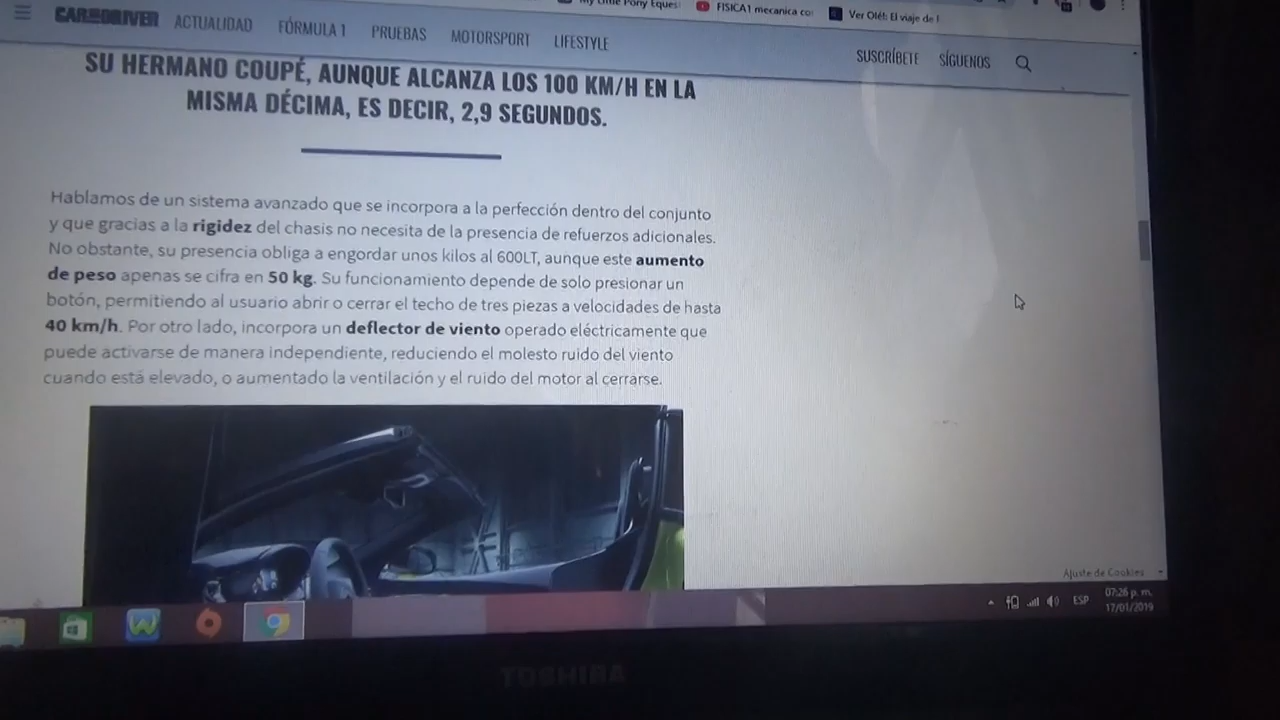 My Little Pony Eques
FISICA1 mecanica co
Ver Olét: El viaje de l
CAR AND DRIVER ACTUALIDAD FÓRMULA 1 PRUEBAS MOTORSPORT LIFESTYLE SUSCRÍBETE SÍGUENOS
SU HERMANO COUPÉ, AUNQUE ALCANZA LOS 100 KM/H EN LA
MISMA DÉCIMA, ES DECIR, 2,9 SEGUNDOS.
Hablamos de un sistema avanzado que se incorpora a la perfección dentro del conjunto
y que gracias a la rigidez del chasis no necesita de la presencia de refuerzos adicionales.
No obstante, su presencia obliga a engordar unos kilos al 600LT, aunque este aumento
de peso apenas se cifra en 50 kg. Su funcionamiento depende de solo presionar un
botón, permitiendo al usuario abrir o cerrar el techo de tres piezas a velocidades de hasta
40 km/h. Por otro lado, incorpora un deflector de viento operado eléctricamente que
puede activarse de manera independiente, reduciendo el molesto ruido del viento
cuando está elevado, o aumentado la ventilación y el ruido del motor al cerrarse.
Ajuste de Cookies
ESP
07:26 p. m.
17/01/2019
TOSHIBA